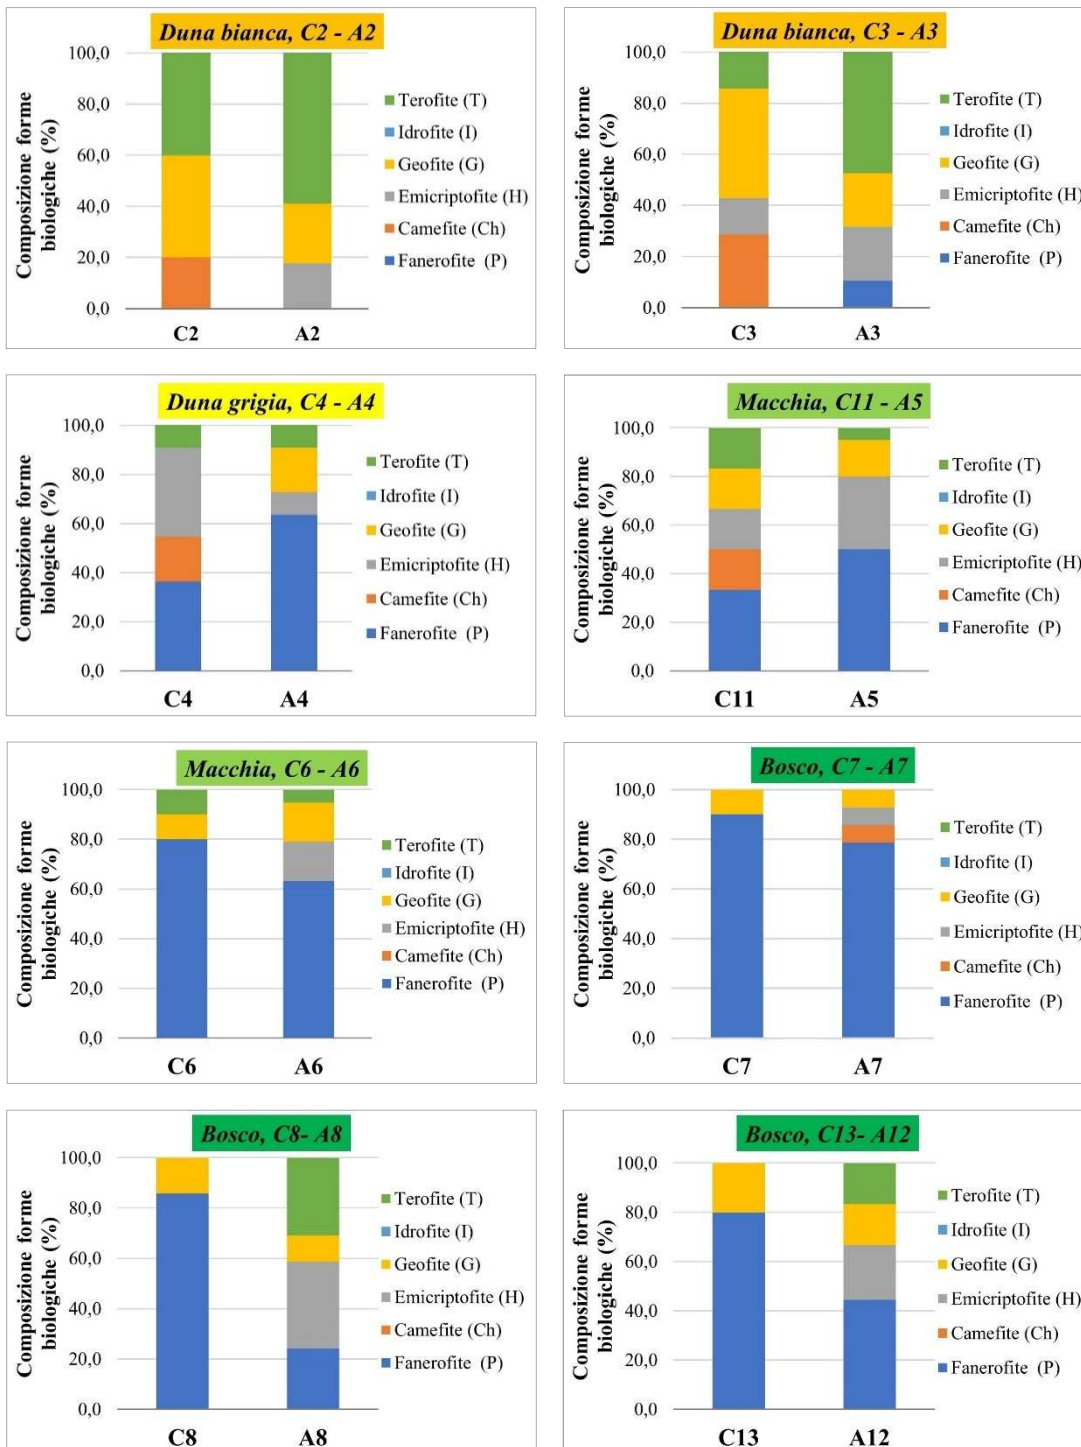 Duna bianca, C2 - A2
Composizione forme
biologiche (%)
100,0
80,0
60,0
40,0
20,0
0,0
C2 A2
Terofite (T)
Idrofite (I)
Geofite (G)
Emicriptofite (H)
Camefite (Ch)
Fanerofite (P)
Duna bianca, C3 - A3
Composizione forme
biologiche (%)
100,0
80,0
60,0
40,0
20,0
0,0
C3 A3
Terofite (T)
Idrofite (I)
Geofite (G)
Emicriptofite (H)
Camefite (Ch)
Fanerofite (P)
Duna grigia, C4 - A4
Composizione forme
biologiche (%)
100,0
80,0
60,0
40,0
20,0
0,0
C4 A4
Terofite (T)
Idrofite (I)
Geofite (G)
Emicriptofite (H)
Camefite (Ch)
Fanerofite (P)
Macchia, C11 - A5
Composizione forme
biologiche (%)
100,0
80,0
60,0
40,0
20,0
0,0
C11 A5
Terofite (T)
Idrofite (I)
Geofite (G)
Emicriptofite (H)
Camefite (Ch)
Fanerofite (P)
Macchia, C6 - A6
Composizione forme
biologiche (%)
100,0
80,0
60,0
40,0
20,0
0,0
C6 A6
Terofite (T)
Idrofite (I)
Geofite (G)
Emicriptofite (H)
Camefite (Ch)
Fanerofite (P)
Bosco, C7 - A7
Composizione forme
biologiche (%)
100,0
80,0
60,0
40,0
20,0
0,0
C7 A7
Terofite (T)
Idrofite (I)
Geofite (G)
Emicriptofite (H)
Camefite (Ch)
Fanerofite (P)
Bosco, C8- A8
Composizione forme
biologiche (%)
100,0
80,0
60,0
40,0
20,0
0,0
C8 A8
Terofite (T)
Idrofite (I)
Geofite (G)
Emicriptofite (H)
Camefite (Ch)
Fanerofite (P)
Bosco, C13- A12
Composizione forme
biologiche (%)
100,0
80,0
60,0
40,0
20,0
0,0
C13 A12
Terofite (T)
Idrofite (I)
Geofite (G)
Emicriptofite (H)
Camefite (Ch)
Fanerofite (P)